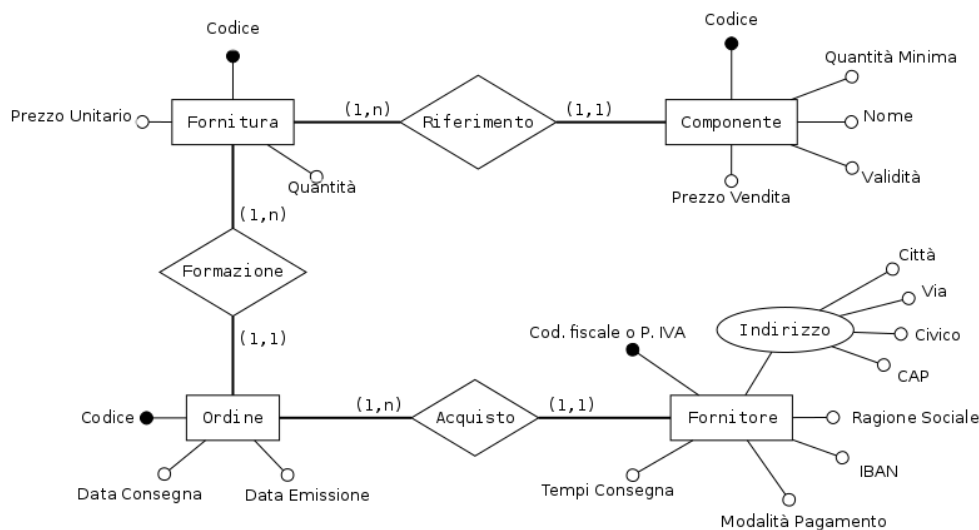 Codice
Codice
Quantità Minima
Prezzo Unitario
Fornitura
(1,n)
Riferimento
(1,1)
Componente
Nome
Quantità
Validità
Prezzo Vendita
(1,n)
Formazione
Città
Via
Indirizzo
Civico
(1,1)
Cod. fiscale o P. IVA
CAP
Codice
Ordine
(1,n)
Acquisto
(1,1)
Fornitore
Ragione Sociale
IBAN
Data Consegna
Data Emissione
Tempi Consegna
Modalità Pagamento